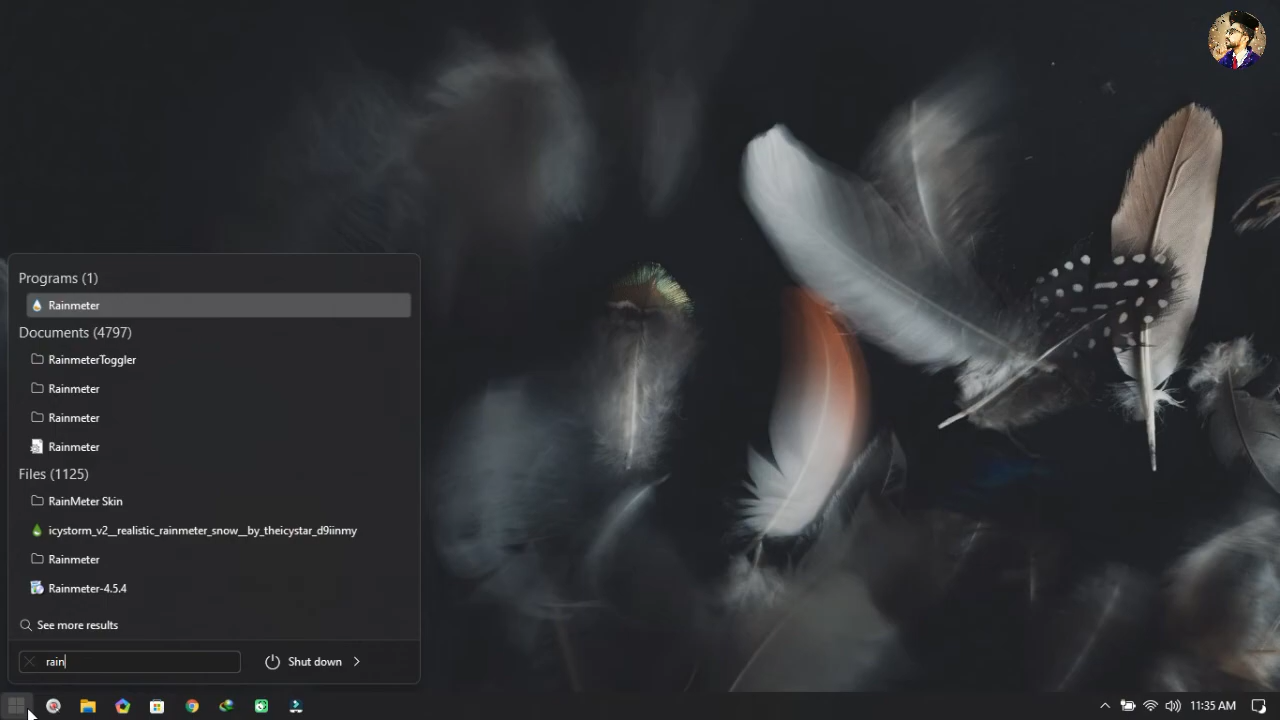 Programs (1)
Rainmeter
Documents (4797)
RainmeterToggler
Rainmeter
Rainmeter
Rainmeter
Files (1125)
RainMeter Skin
icystorm_v2__realistic_rainmeter_snow__by_theicystar_d9iinmy
Rainmeter
Rainmeter-4.5.4
See more results
rain
Shut down
11:35 AM